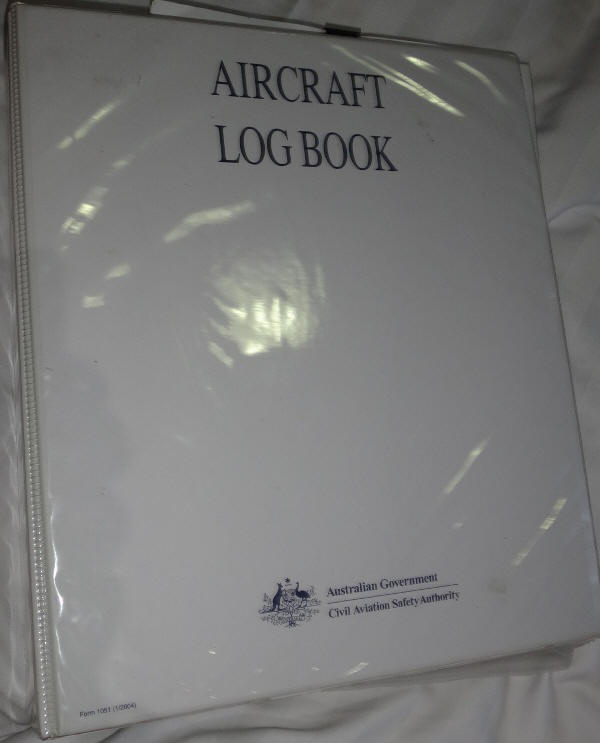 AIRCRAFT
LOG BOOK
Australian Government
Civil Aviation Safety Authority
Form 1051 (1/2004)